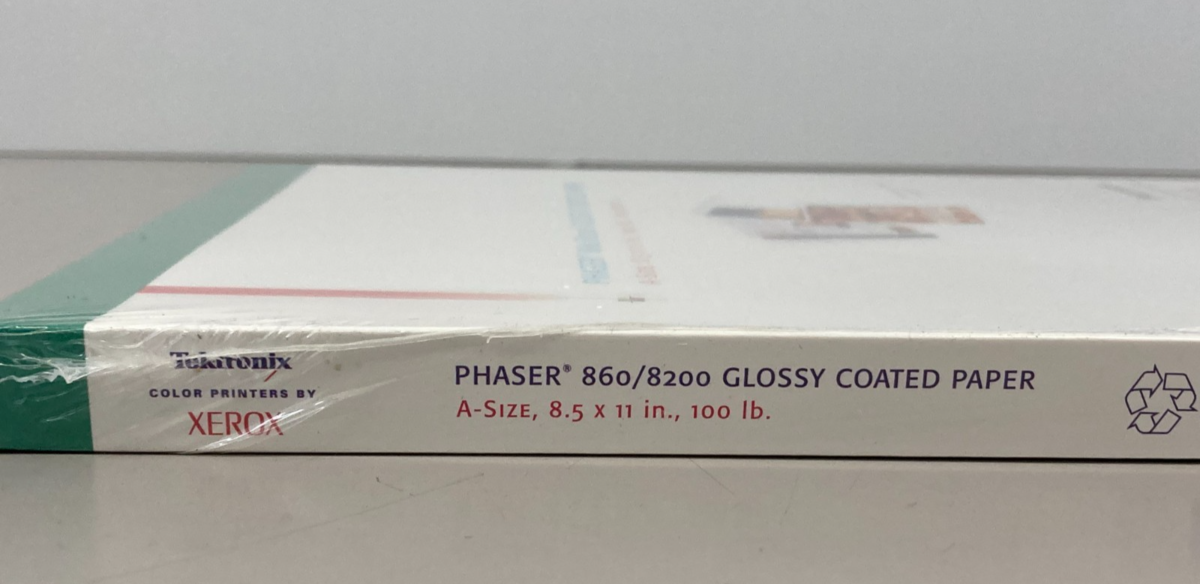 Tektronix
COLOR PRINTERS BY
XEROX
PHASER® 860/8200 GLOSSY COATED PAPER
A-SIZE, 8.5 x 11 in., 100 lb.